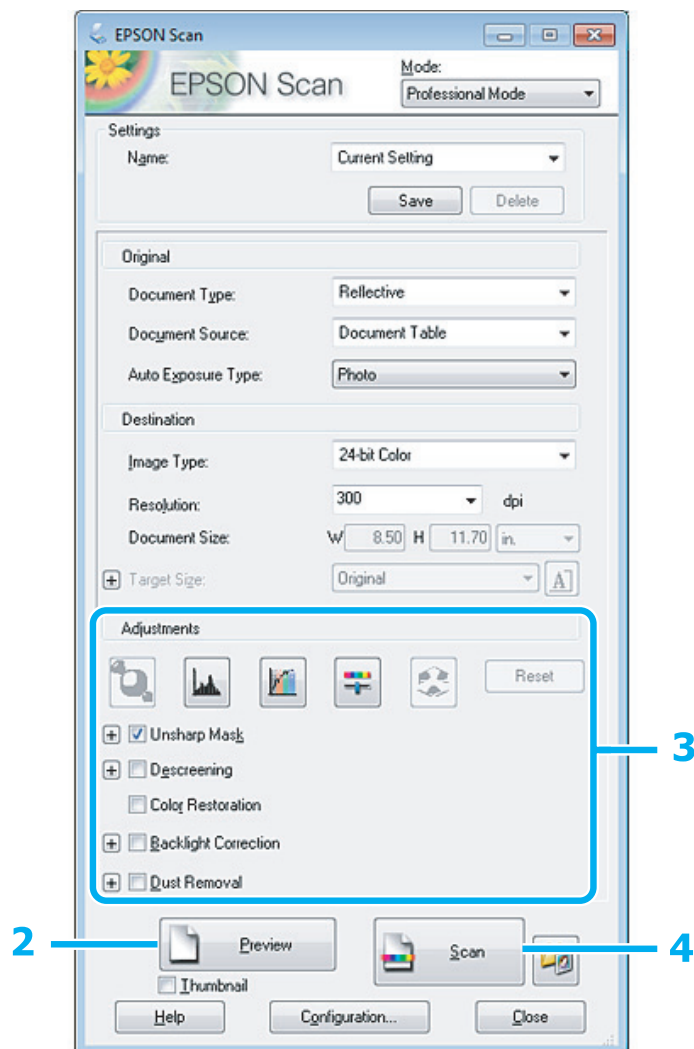 EPSON Scan
EPSON Scan
Mode:
Professional Mode
Settings
Name: Current Setting
Save Delete
Original
Document Type: Rellective
Document Source: Document Table
Auto Exposure Type: Photo
Destination
Image Type: 24-bit Color
Resolution: 300 dpi
Document Size: W 8.50 H 11.70 in.
Target Size: Original A
Adjustments
Reset
Unsharp Mask
3
Descreening
Color Restoration
Backlight Correction
Dust Removal
2 Preview Scan 4
Thumbnail
Help Configuration... Close